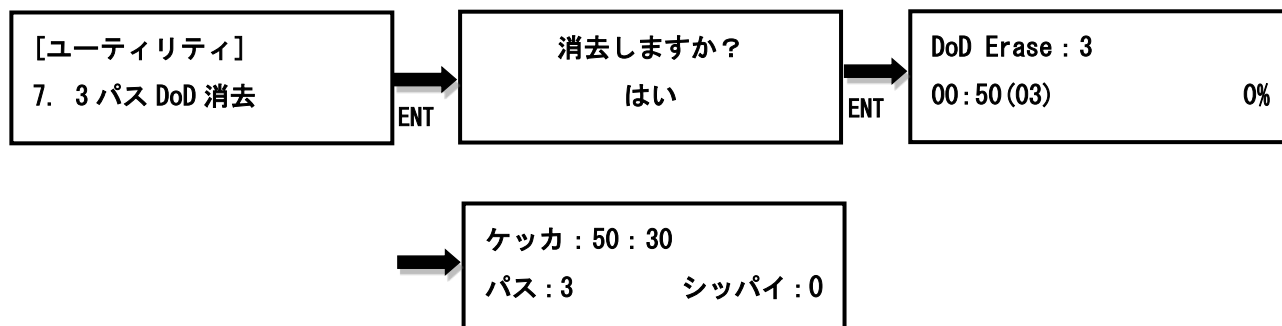 [ユーティリティ]
7. 3 パス DoD 消去
ENT
消去しますか？
はい
ENT
DoD Erase : 3
00:50(03) 0%
ケッカ : 50 : 30
パス : 3 シッパイ : 0